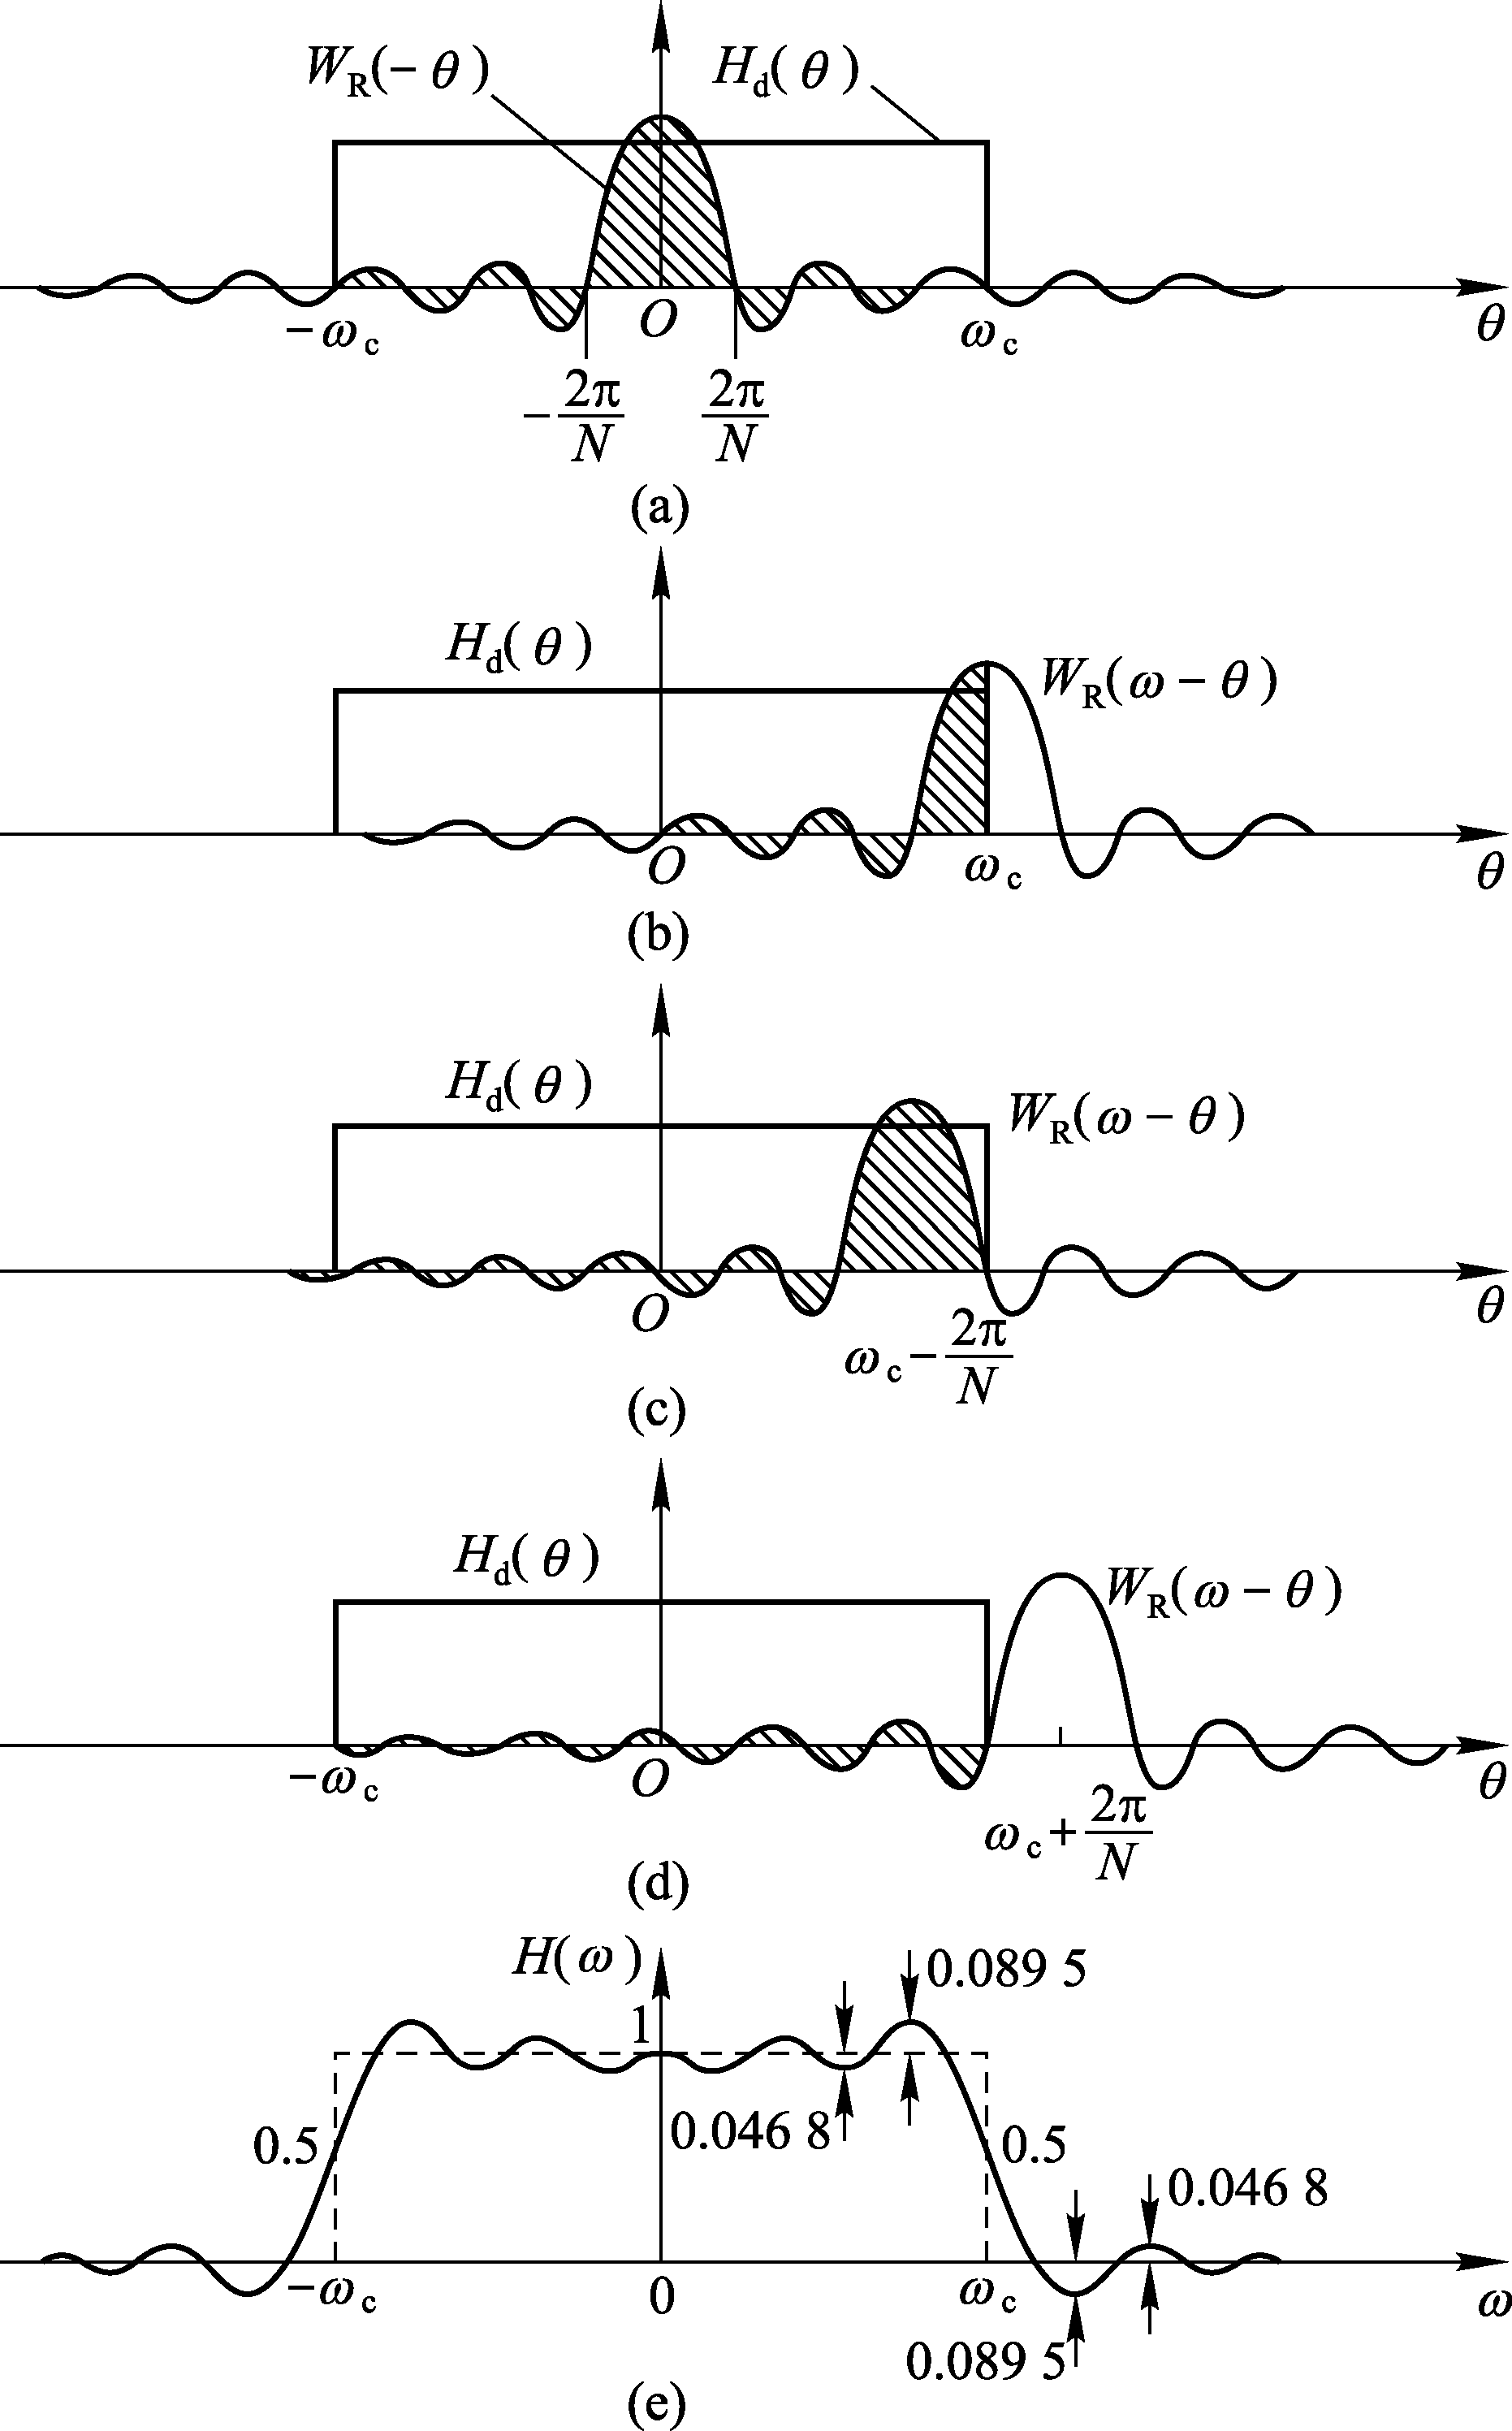 W_R(−θ) H_d(θ)
−ω_c O ω_c θ
−2π/N 2π/N
(a)
H_d(θ) W_R(ω−θ)
O ω_c θ
(b)
H_d(θ) W_R(ω−θ)
O θ
ω_c−2π/N
(c)
H_d(θ) W_R(ω−θ)
−ω_c O θ
ω_c+2π/N
(d)
H(ω) 0.089 5
1
0.5 0.046 8 0.5
0.046 8
−ω_c 0 ω_c ω
0.089 5
(e)